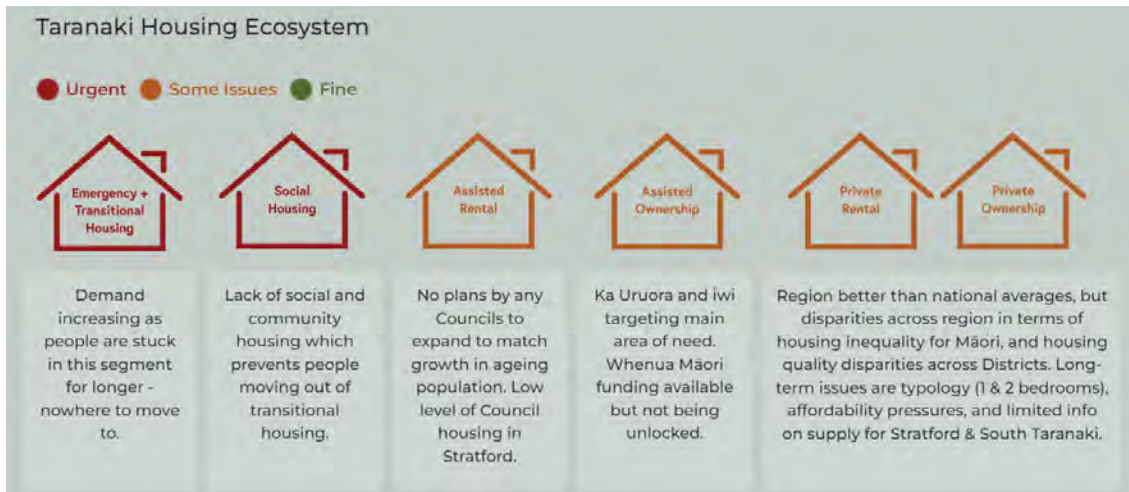 Taranaki Housing Ecosystem
Urgent
Some Issues
Fine
Emergency +
Transitional
Housing
Social
Housing
Assisted
Rental
Assisted
Ownership
Private
Rental
Private
Ownership
Demand
increasing as
people are stuck
in this segment
for longer -
nowhere to move
to.
Lack of social and
community
housing which
prevents people
moving out of
transitional
housing.
No plans by any
Councils to
expand to match
growth in ageing
population. Low
level of Council
housing in
Stratford.
Ka Uruora and iwi
targeting main
area of need.
Whenua Māori
funding available
but not being
unlocked.
Region better than national averages, but
disparities across region in terms of
housing inequality for Māori, and housing
quality disparities across Districts. Long-
term issues are typology (1 & 2 bedrooms),
affordability pressures, and limited info
on supply for Stratford & South Taranaki.